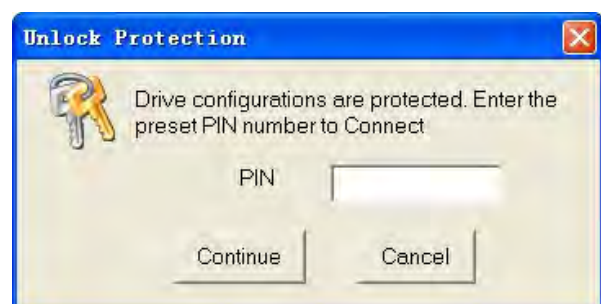 Unlock Protection
Drive configurations are protected. Enter the
preset PIN number to Connect
PIN
Continue Cancel